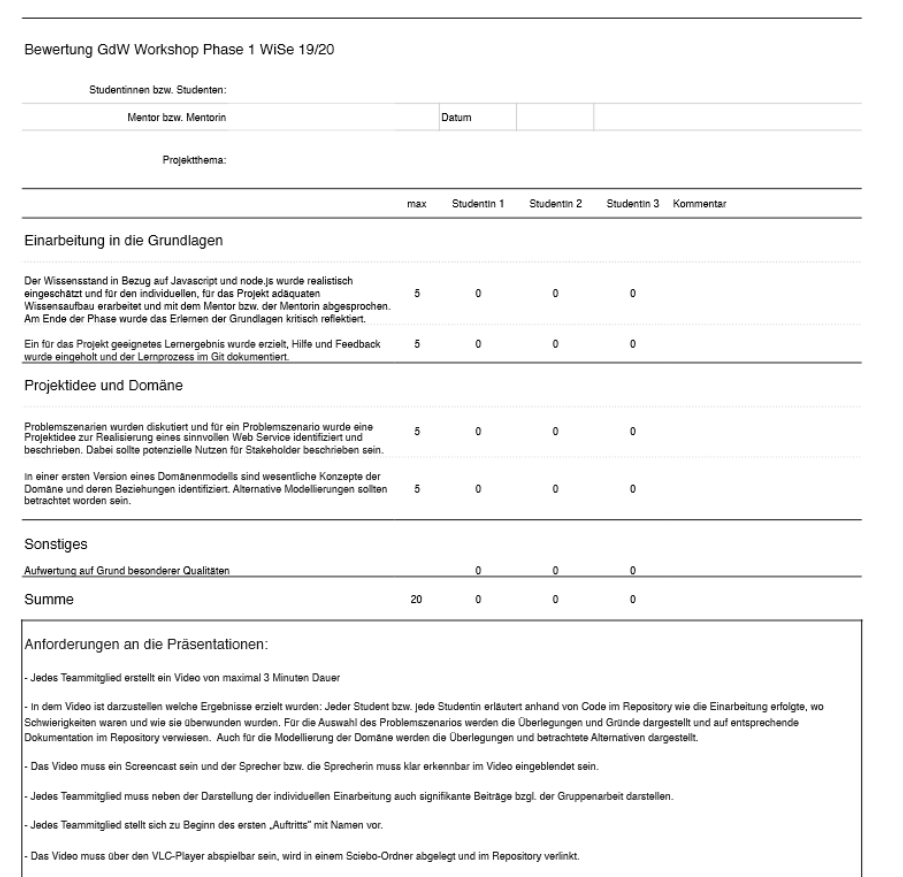 Bewertung GdW Workshop Phase 1 WiSe 19/20
Studentinnen bzw. Studenten:
Mentor bzw. Mentorin Datum
Projektthema:
max Studentin 1 Studentin 2 Studentin 3 Kommentar
Einarbeitung in die Grundlagen
Der Wissensstand in Bezug auf Javascript und node.js wurde realistisch
eingeschätzt und für den individuellen, für das Projekt adäquaten
Wissensaufbau erarbeitet und mit dem Mentor bzw. der Mentorin abgesprochen.
Am Ende der Phase wurde das Erlernen der Grundlagen kritisch reflektiert.
5 0 0 0
Ein für das Projekt geeignetes Lernergebnis wurde erzielt, Hilfe und Feedback
wurde eingeholt und der Lernprozess im Git dokumentiert.
5 0 0 0
Projektidee und Domäne
Problemszenarien wurden diskutiert und für ein Problemszenario wurde eine
Projektidee zur Realisierung eines sinnvollen Web Service identifiziert und
beschrieben. Dabei sollte potenzielle Nutzen für Stakeholder beschrieben sein.
5 0 0 0
In einer ersten Version eines Domänenmodells sind wesentliche Konzepte der
Domäne und deren Beziehungen identifiziert. Alternative Modellierungen sollten
betrachtet worden sein.
5 0 0 0
Sonstiges
Aufwertung auf Grund besonderer Qualitäten 0 0 0
Summe 20 0 0 0
Anforderungen an die Präsentationen:
- Jedes Teammitglied erstellt ein Video von maximal 3 Minuten Dauer
- In dem Video ist darzustellen welche Ergebnisse erzielt wurden: Jeder Student bzw. jede Studentin erläutert anhand von Code im Repository wie die Einarbeitung erfolgte, wo
Schwierigkeiten waren und wie sie überwunden wurden. Für die Auswahl des Problemszenarios werden die Überlegungen und Gründe dargestellt und auf entsprechende
Dokumentation im Repository verwiesen. Auch für die Modellierung der Domäne werden die Überlegungen und betrachtete Alternativen dargestellt.
- Das Video muss ein Screencast sein und der Sprecher bzw. die Sprecherin muss klar erkennbar im Video eingeblendet sein.
- Jedes Teammitglied muss neben der Darstellung der individuellen Einarbeitung auch signifikante Beiträge bzgl. der Gruppenarbeit darstellen.
- Jedes Teammitglied stellt sich zu Beginn des ersten „Auftritts" mit Namen vor.
- Das Video muss über den VLC-Player abspielbar sein, wird in einem Sciebo-Ordner abgelegt und im Repository verlinkt.